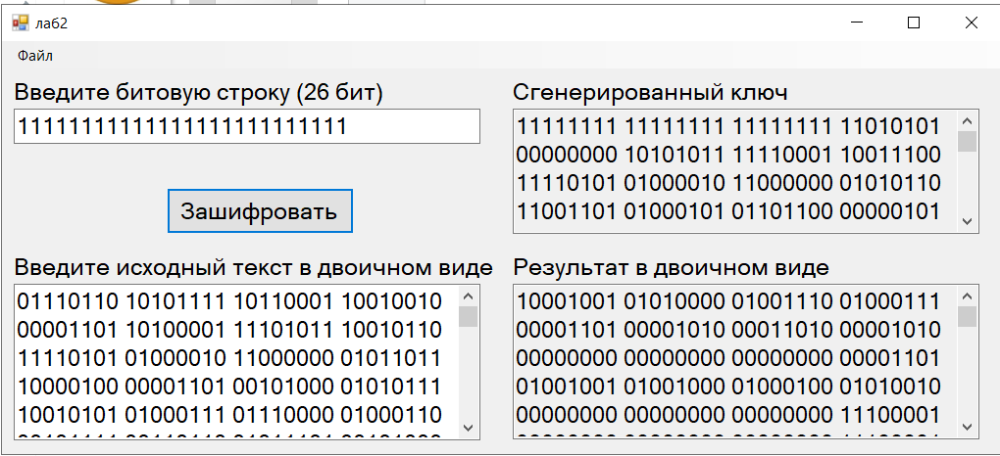 лаб2
Файл
Введите битовую строку (26 бит)
11111111111111111111111111
Зашифровать
Сгенерированный ключ
11111111 11111111 11111111 11010101
00000000 10101011 11110001 10011100
11110101 01000010 11000000 01010110
11001101 01000101 01101100 00000101
Введите исходный текст в двоичном виде
01110110 10101111 10110001 10010010
00001101 10100001 11101011 10010110
11110101 01000010 11000000 01011011
10000100 00001101 00101000 01010111
10010101 01000111 01110000 01000110
Результат в двоичном виде
10001001 01010000 01001110 01000111
00001101 00001010 00011010 00001010
00000000 00000000 00000000 00001101
01001001 01001000 01000100 01010010
00000000 00000000 00000000 11100001